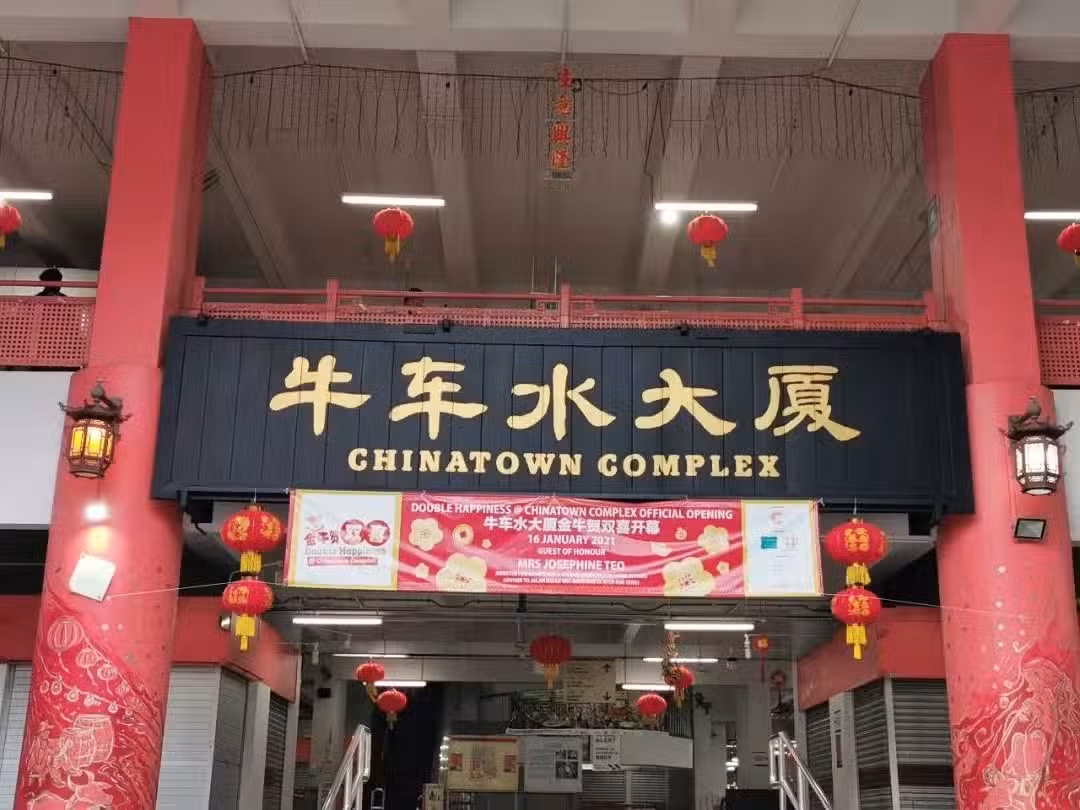 牛车水大厦
CHINATOWN COMPLEX
DOUBLE HAPPINESS @ CHINATOWN COMPLEX OFFICIAL OPENING
牛车水大厦金牛贺双喜开幕
16 JANUARY 2021
GUEST OF HONOUR
MRS JOSEPHINE TEO
金牛贺双喜
Double Happiness
@ Chinatown Complex
ALERT